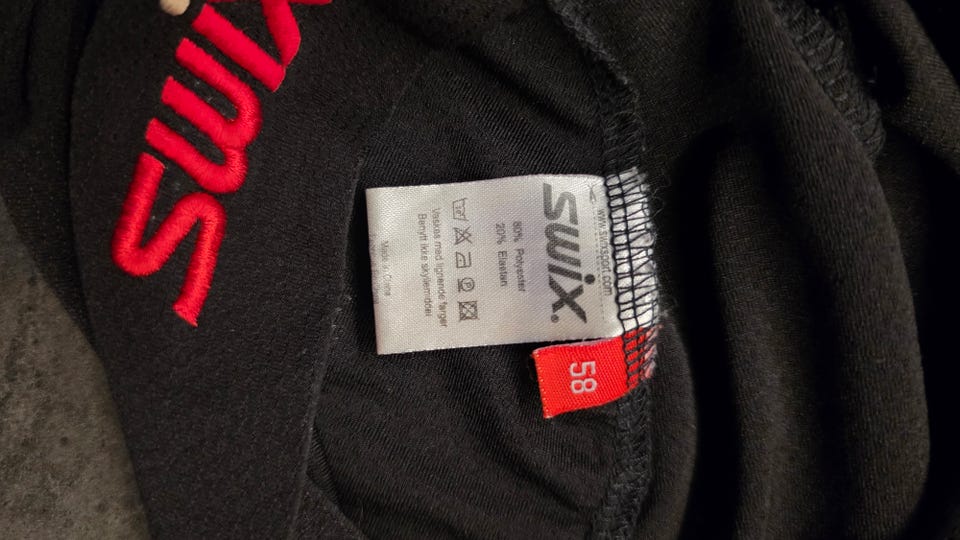 SWIX
www.swixsport.com
SWIX®
80% Polyester
20% Elastan
Vaskes med lignende farger
Benytt ikke skyllemiddel
Made in China
58